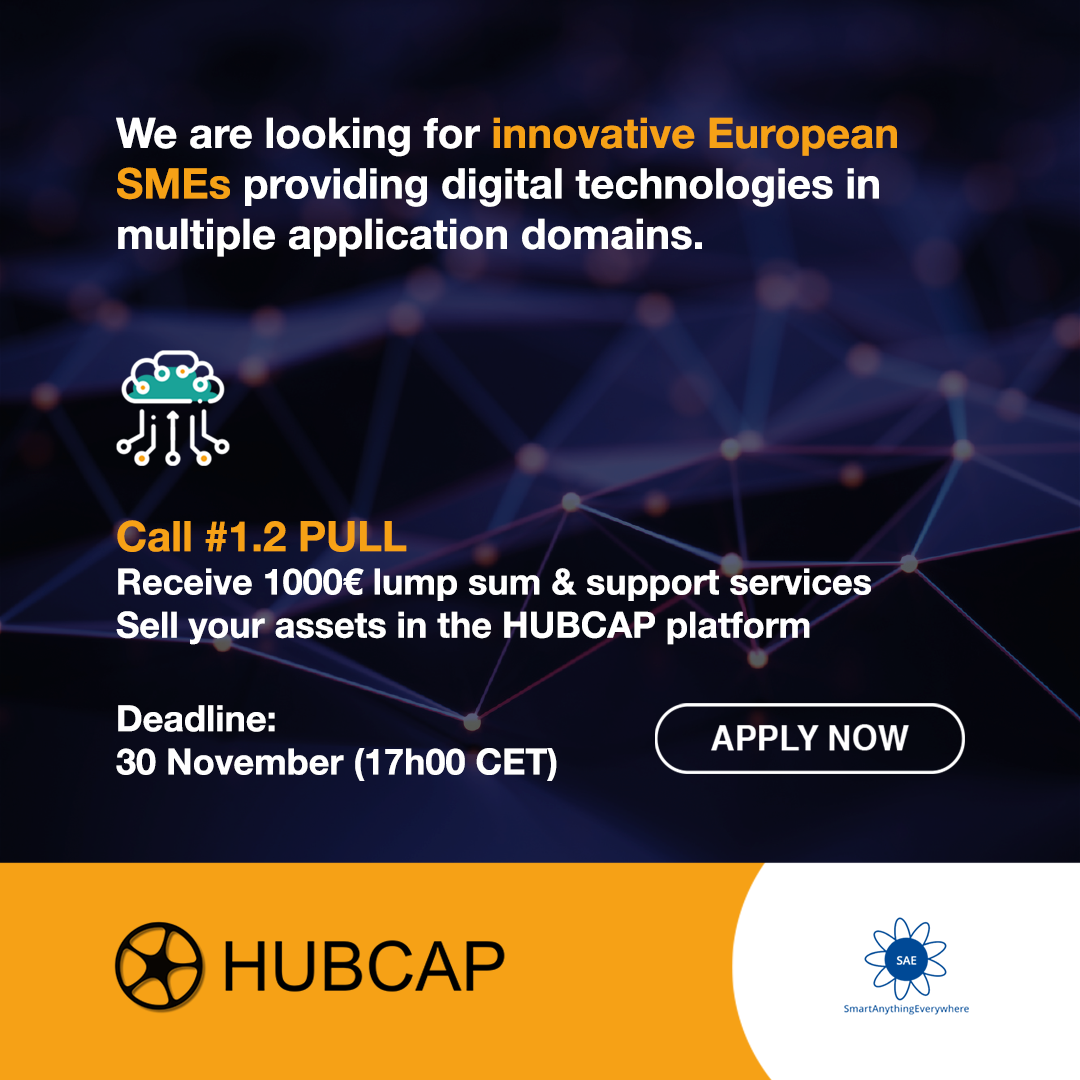 We are looking for innovative European
SMEs providing digital technologies in
multiple application domains.
Call #1.2 PULL
Receive 1000€ lump sum & support services
Sell your assets in the HUBCAP platform
Deadline:
30 November (17h00 CET)
APPLY NOW
HUBCAP
SAE
SmartAnythingEverywhere